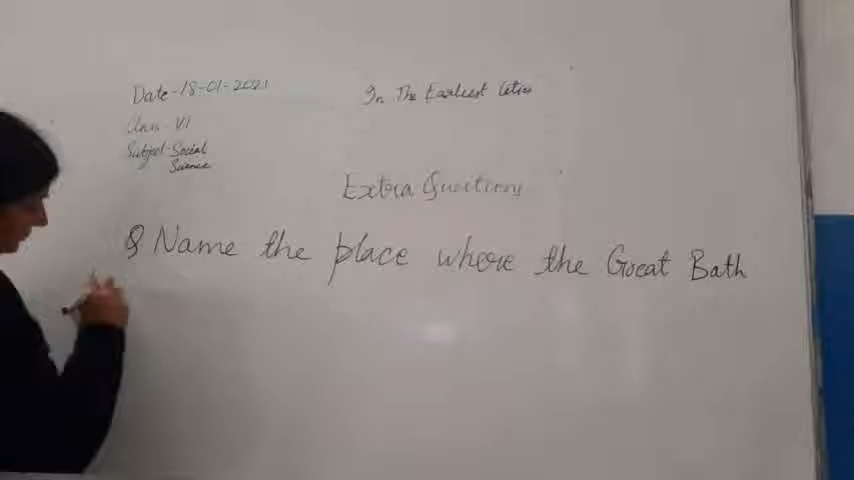 Date-18-01-2021
In The Earliest Cities
Class-VI
Subject-Social
Science
Extra Questions
Q Name the place where the Great Bath